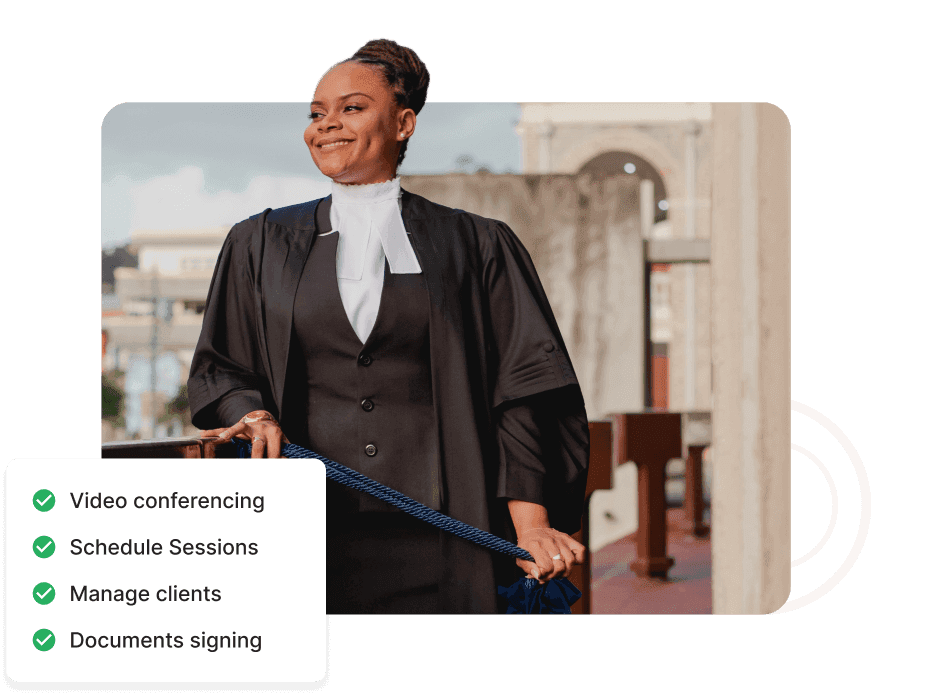 Video conferencing
Schedule Sessions
Manage clients
Documents signing